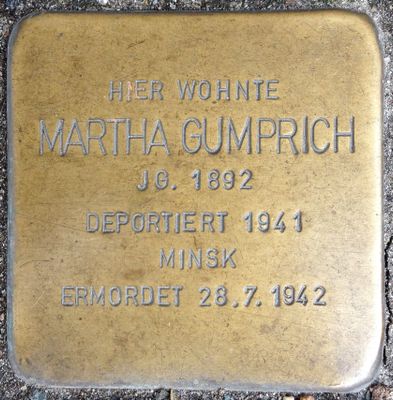 HIER WOHNTE
MARTHA GUMPRICH
JG. 1892
DEPORTIERT 1941
MINSK
ERMORDET 28.7.1942